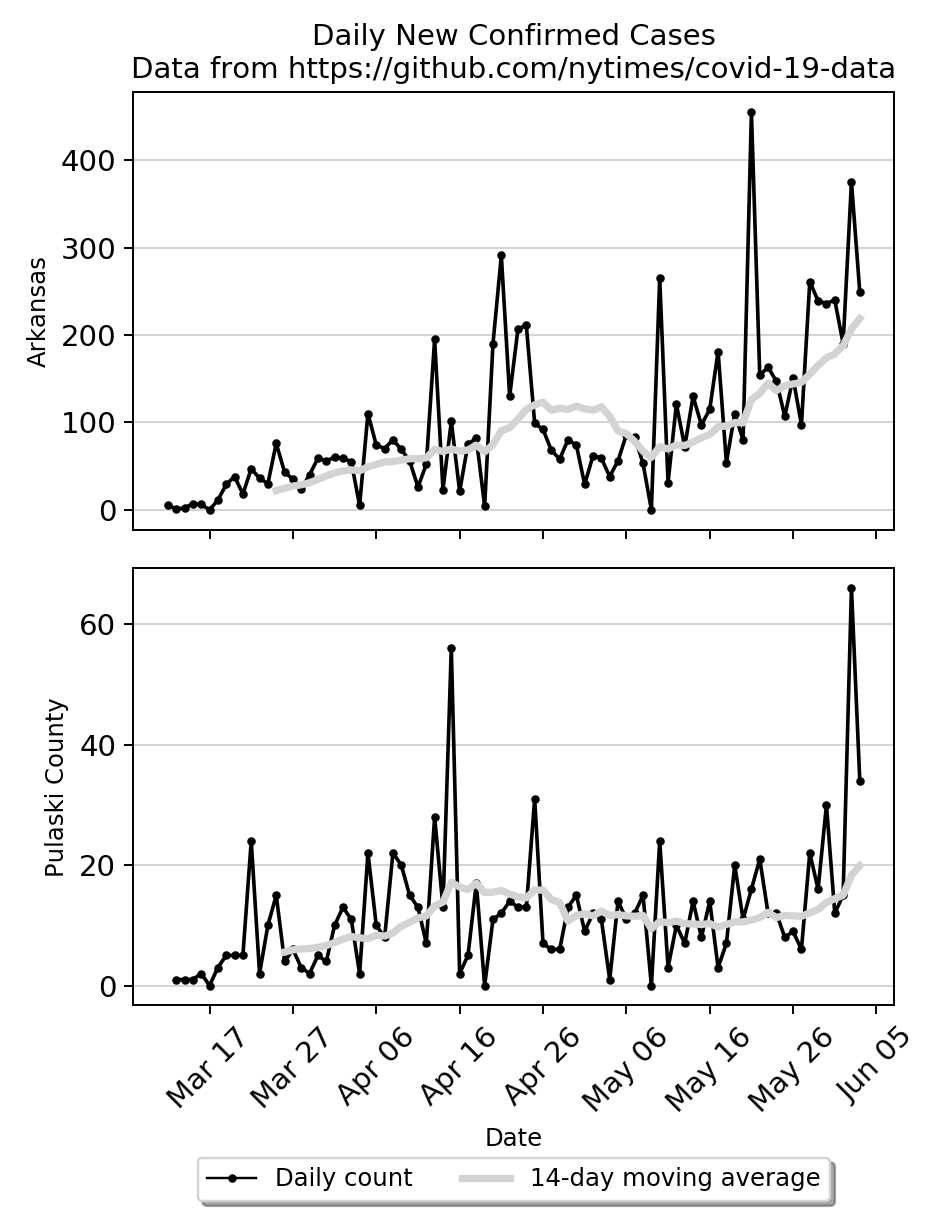 Daily New Confirmed Cases
Data from https://github.com/nytimes/covid-19-data
400
300
200
100
0
Arkansas
60
40
20
0
Pulaski County
Mar 17
Mar 27
Apr 06
Apr 16
Apr 26
May 06
May 16
May 26
Jun 05
Date
Daily count
14-day moving average